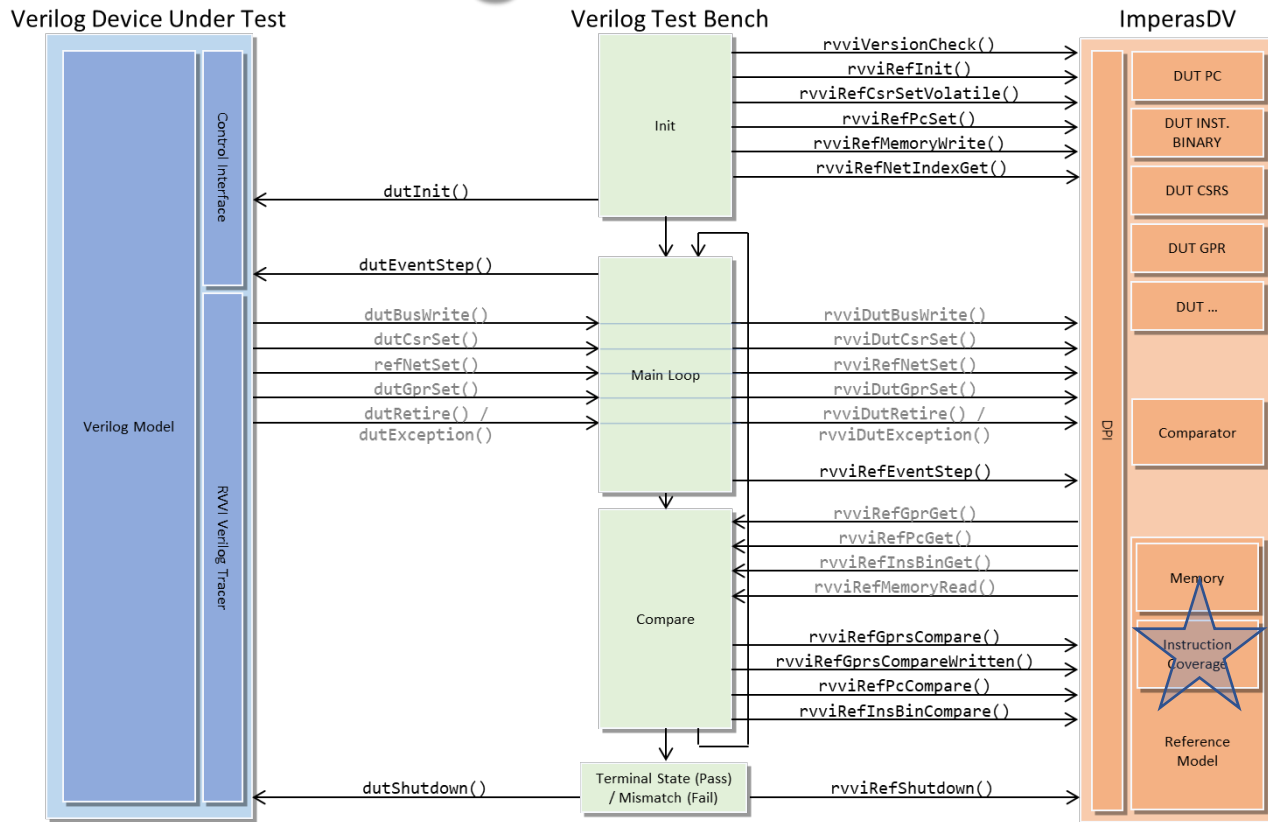 Verilog Device Under Test
Verilog Test Bench
ImperasDV
Verilog Model
Control Interface
RVVI Verilog Tracer
dutInit()
dutEventStep()
dutBusWrite()
dutCsrSet()
refNetSet()
dutGprSet()
dutRetire() /
dutException()
dutShutdown()
Init
Main Loop
Compare
Terminal State (Pass)
/ Mismatch (Fail)
rvviVersionCheck()
rvviRefInit()
rvviRefCsrSetVolatile()
rvviRefPcSet()
rvviRefMemoryWrite()
rvviRefNetIndexGet()
rvviDutBusWrite()
rvviDutCsrSet()
rvviRefNetSet()
rvviDutGprSet()
rvviDutRetire() /
rvviDutException()
rvviRefEventStep()
rvviRefGprGet()
rvviRefPcGet()
rvviRefInsBinGet()
rvviRefMemoryRead()
rvviRefGprsCompare()
rvviRefGprsCompareWritten()
rvviRefPcCompare()
rvviRefInsBinCompare()
rvviRefShutdown()
DPI
DUT PC
DUT INST.
BINARY
DUT CSRS
DUT GPR
DUT ...
Comparator
Memory
Instruction
Coverage
Reference
Model